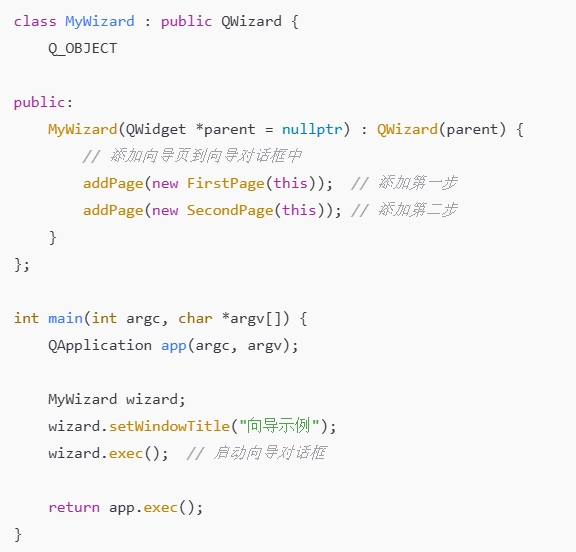 class MyWizard : public QWizard {
    Q_OBJECT

public:
    MyWizard(QWidget *parent = nullptr) : QWizard(parent) {
        // 添加向导页到向导对话框中
        addPage(new FirstPage(this));  // 添加第一步
        addPage(new SecondPage(this)); // 添加第二步
    }
};

int main(int argc, char *argv[]) {
    QApplication app(argc, argv);

    MyWizard wizard;
    wizard.setWindowTitle("向导示例");
    wizard.exec();  // 启动向导对话框

    return app.exec();
}